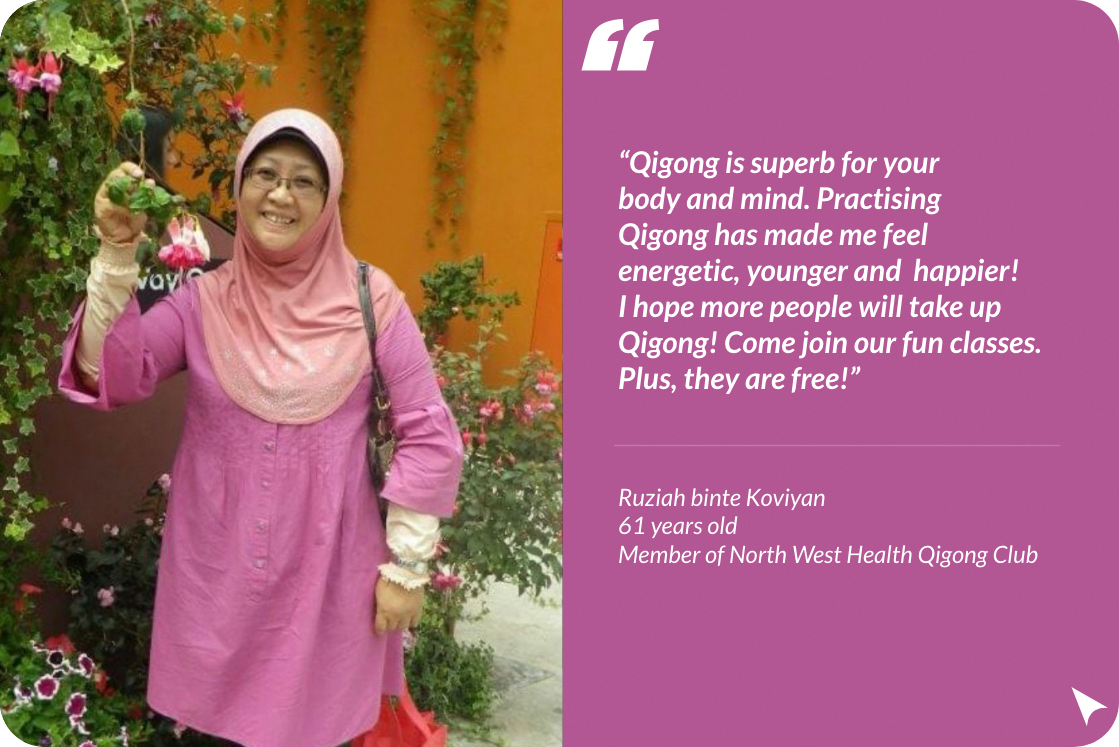 “Qigong is superb for your
body and mind. Practising
Qigong has made me feel
energetic, younger and  happier!
I hope more people will take up
Qigong! Come join our fun classes.
Plus, they are free!”
Ruziah binte Koviyan
61 years old
Member of North West Health Qigong Club